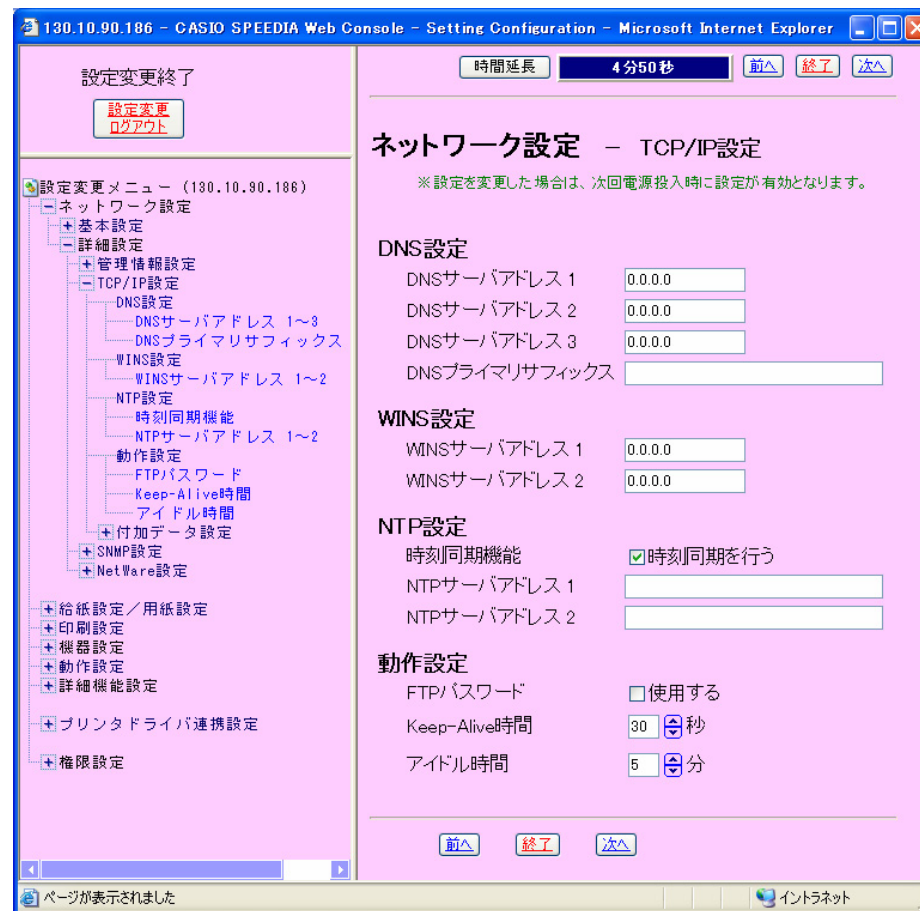 130.10.90.186 - CASIO SPEEDIA Web Console - Setting Configuration - Microsoft Internet Explorer
設定変更終了
設定変更
ログアウト
設定変更メニュー (130.10.90.186)
ネットワーク設定
基本設定
詳細設定
管理情報設定
TCP/IP設定
DNS設定
DNSサーバアドレス 1～3
DNSプライマリサフィックス
WINS設定
WINSサーバアドレス 1～2
NTP設定
時刻同期機能
NTPサーバアドレス 1～2
動作設定
FTPパスワード
Keep-Alive時間
アイドル時間
付加データ設定
SNMP設定
NetWare設定
給紙設定／用紙設定
印刷設定
機器設定
動作設定
詳細機能設定
プリンタドライバ連携設定
権限設定
時間延長 4分50秒 前へ 終了 次へ
ネットワーク設定 － TCP/IP設定
※設定を変更した場合は、次回電源投入時に設定が有効となります。
DNS設定
DNSサーバアドレス 1 0.0.0.0
DNSサーバアドレス 2 0.0.0.0
DNSサーバアドレス 3 0.0.0.0
DNSプライマリサフィックス
WINS設定
WINSサーバアドレス 1 0.0.0.0
WINSサーバアドレス 2 0.0.0.0
NTP設定
時刻同期機能 時刻同期を行う
NTPサーバアドレス 1
NTPサーバアドレス 2
動作設定
FTPパスワード 使用する
Keep-Alive時間 30 秒
アイドル時間 5 分
前へ 終了 次へ
ページが表示されました イントラネット